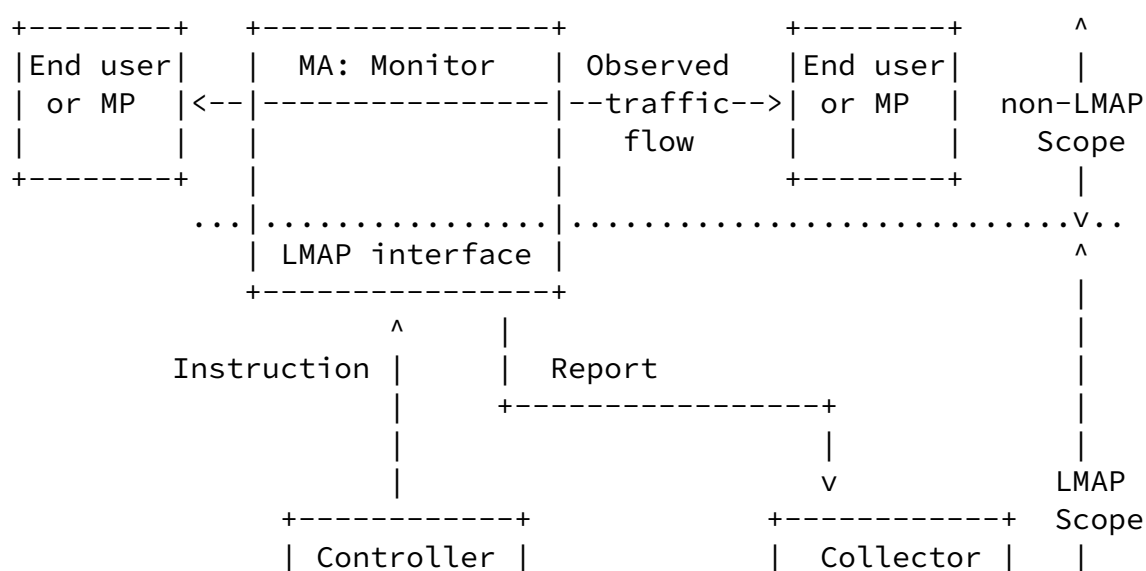 +--------+   +----------------+            +--------+      ^
|End user|   |  MA: Monitor   | Observed   |End user|      |
| or MP  |<--|----------------|--traffic-->| or MP  |  non-LMAP
|        |   |                |   flow     |        |    Scope
+--------+   |                |            +--------+      |
          ...|................|............................v..
             | LMAP interface |                            ^
             +----------------+                            |
                     ^     |                               |
         Instruction |     |  Report                       |
                     |     +-----------------+             |
                     |                       |             |
                     |                       v            LMAP
               +------------+             +------------+  Scope
               | Controller |             |  Collector |    |